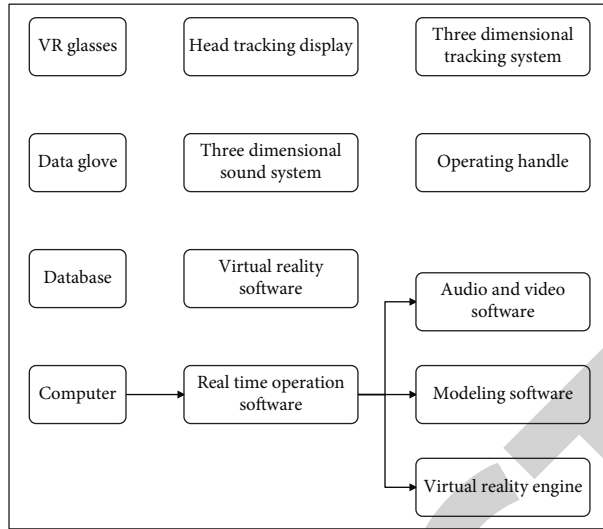 VR glasses
Head tracking display
Three dimensional
tracking system
Data glove
Three dimensional
sound system
Operating handle
Database
Virtual reality
software
Audio and video
software
Computer
Real time operation
software
Modeling software
Virtual reality engine